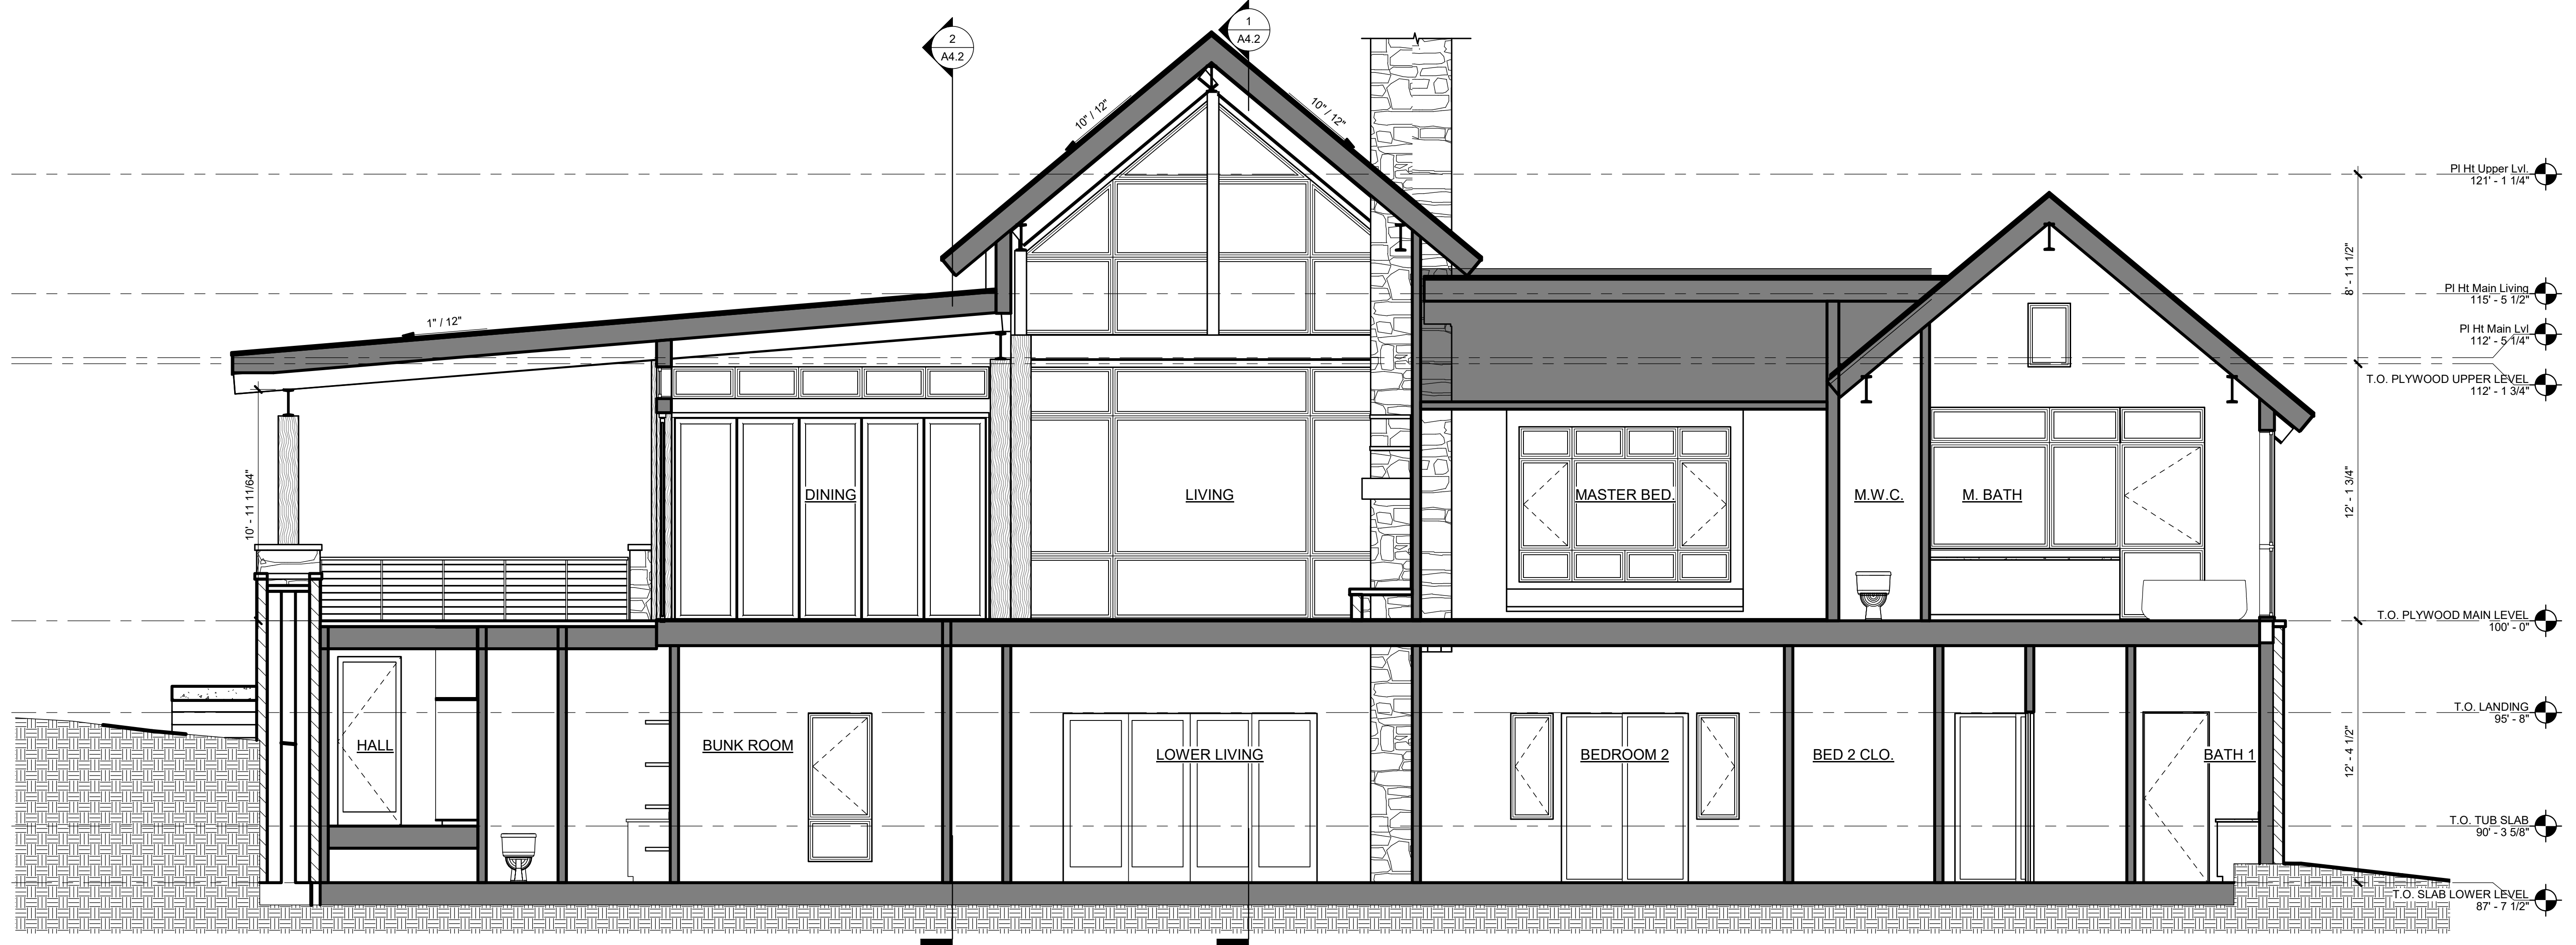 1
A4.2
2
A4.2
10" / 12"
10" / 12"
Pl Ht Upper Lvl.
121' - 1 1/4"
8' - 11 1/2"
Pl Ht Main Living
115' - 5 1/2"
1" / 12"
Pl Ht Main Lvl
112' - 5 1/4"
T.O. PLYWOOD UPPER LEVEL
112' - 1 3/4"
10' - 11 11/64"
DINING
LIVING
MASTER BED.
M.W.C.
M. BATH
12' - 1 3/4"
T.O. PLYWOOD MAIN LEVEL
100' - 0"
T.O. LANDING
95' - 8"
HALL
BUNK ROOM
LOWER LIVING
BEDROOM 2
BED 2 CLO.
BATH 1
12' - 4 1/2"
T.O. TUB SLAB
90' - 3 5/8"
T.O. SLAB LOWER LEVEL
87' - 7 1/2"